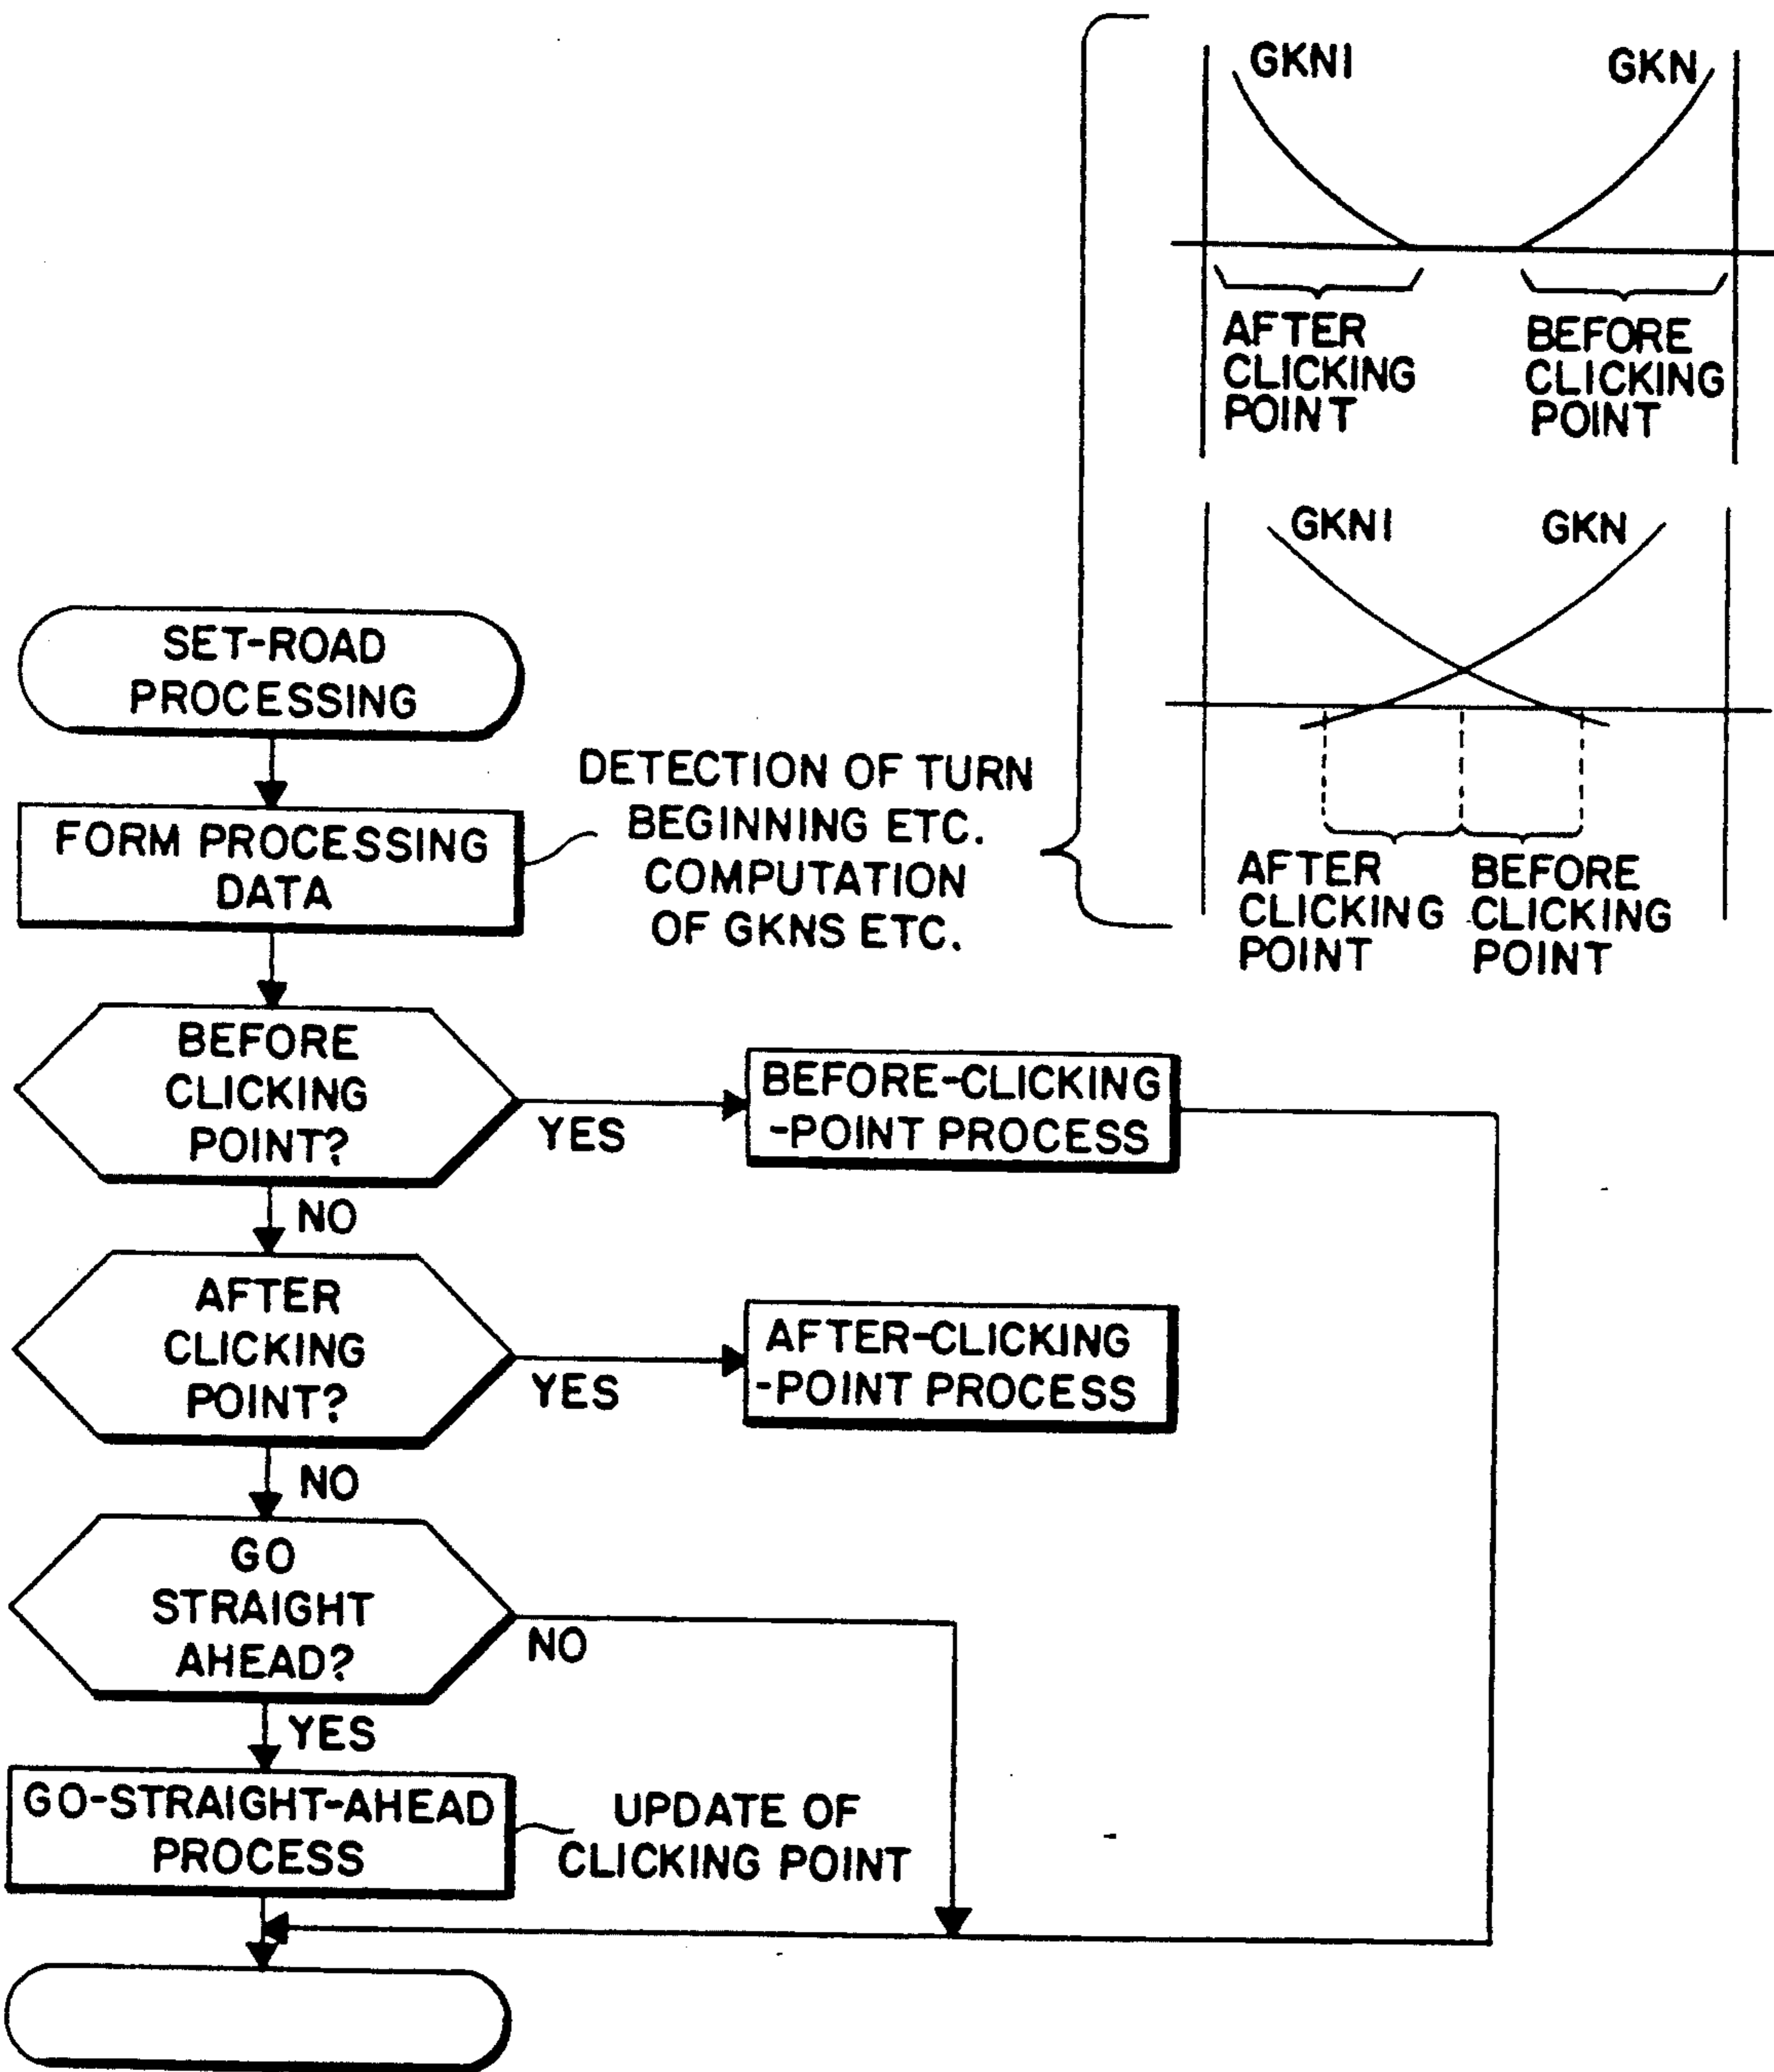 GKN1
GKN
AFTER
CLICKING
POINT
BEFORE
CLICKING
POINT
GKN1
GKN
AFTER
CLICKING
POINT
BEFORE
CLICKING
POINT
SET-ROAD
PROCESSING
FORM PROCESSING
DATA
DETECTION OF TURN
BEGINNING ETC.
COMPUTATION
OF GKNS ETC.
BEFORE
CLICKING
POINT?
YES
BEFORE-CLICKING
-POINT PROCESS
NO
AFTER
CLICKING
POINT?
YES
AFTER-CLICKING
-POINT PROCESS
NO
GO
STRAIGHT
AHEAD?
NO
YES
GO-STRAIGHT-AHEAD
PROCESS
UPDATE OF
CLICKING POINT